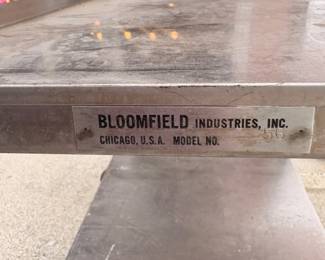 BLOOMFIELD INDUSTRIES, INC.
CHICAGO, U.S.A. MODEL NO.